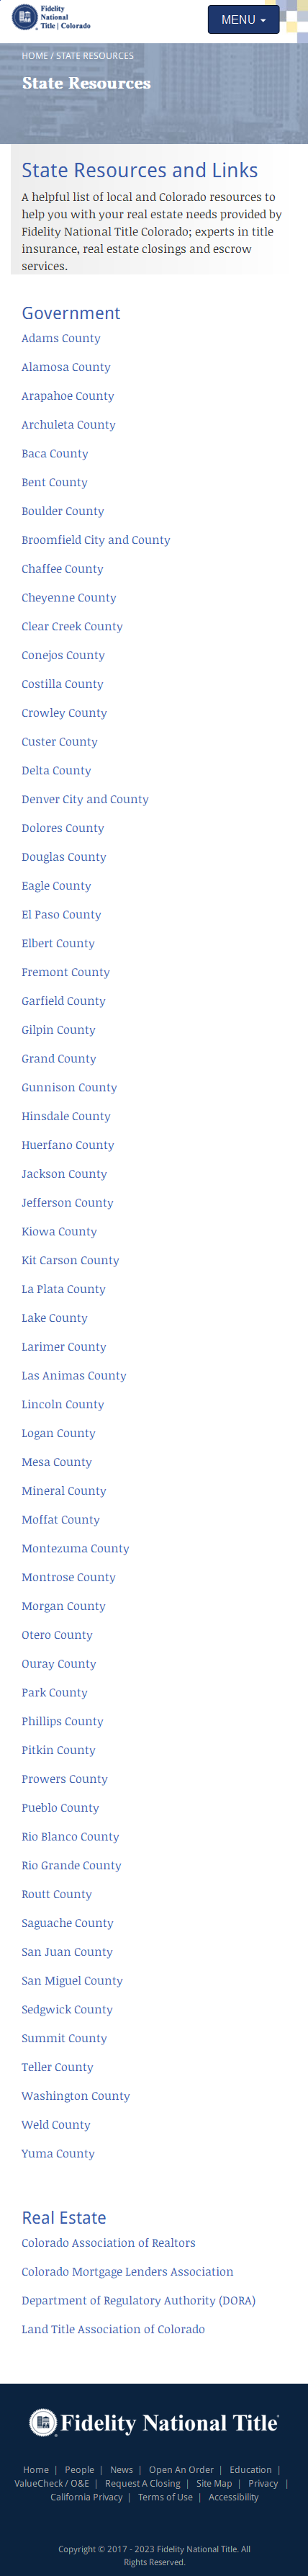 Fidelity
National
Title | Colorado
MENU
HOME / STATE RESOURCES
State Resources
State Resources and Links
A helpful list of local and Colorado resources to
help you with your real estate needs provided by
Fidelity National Title Colorado; experts in title
insurance, real estate closings and escrow
services.
Government
Adams County
Alamosa County
Arapahoe County
Archuleta County
Baca County
Bent County
Boulder County
Broomfield City and County
Chaffee County
Cheyenne County
Clear Creek County
Conejos County
Costilla County
Crowley County
Custer County
Delta County
Denver City and County
Dolores County
Douglas County
Eagle County
El Paso County
Elbert County
Fremont County
Garfield County
Gilpin County
Grand County
Gunnison County
Hinsdale County
Huerfano County
Jackson County
Jefferson County
Kiowa County
Kit Carson County
La Plata County
Lake County
Larimer County
Las Animas County
Lincoln County
Logan County
Mesa County
Mineral County
Moffat County
Montezuma County
Montrose County
Morgan County
Otero County
Ouray County
Park County
Phillips County
Pitkin County
Prowers County
Pueblo County
Rio Blanco County
Rio Grande County
Routt County
Saguache County
San Juan County
San Miguel County
Sedgwick County
Summit County
Teller County
Washington County
Weld County
Yuma County
Real Estate
Colorado Association of Realtors
Colorado Mortgage Lenders Association
Department of Regulatory Authority (DORA)
Land Title Association of Colorado
Fidelity National Title
Home | People | News | Open An Order | Education |
ValueCheck / O&E | Request A Closing | Site Map | Privacy |
California Privacy | Terms of Use | Accessibility
Copyright © 2017 - 2023 Fidelity National Title. All
Rights Reserved.